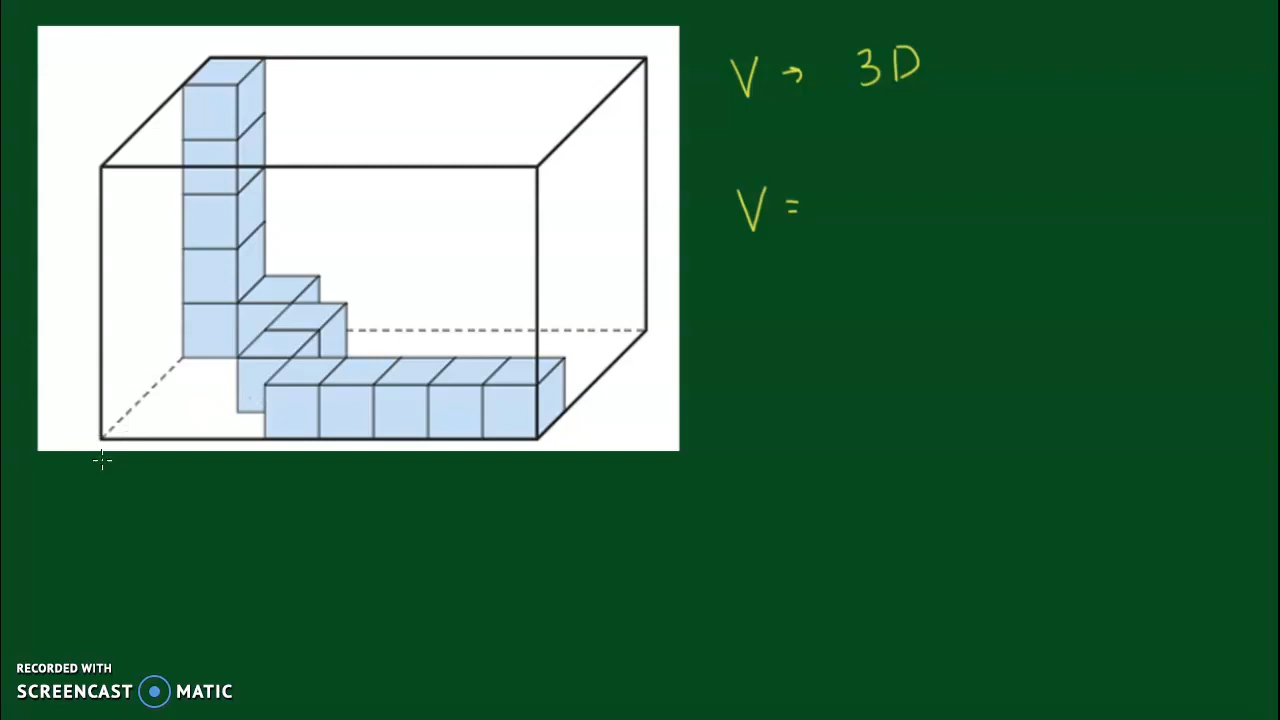 V → 3D
V =
RECORDED WITH
SCREENCAST MATIC